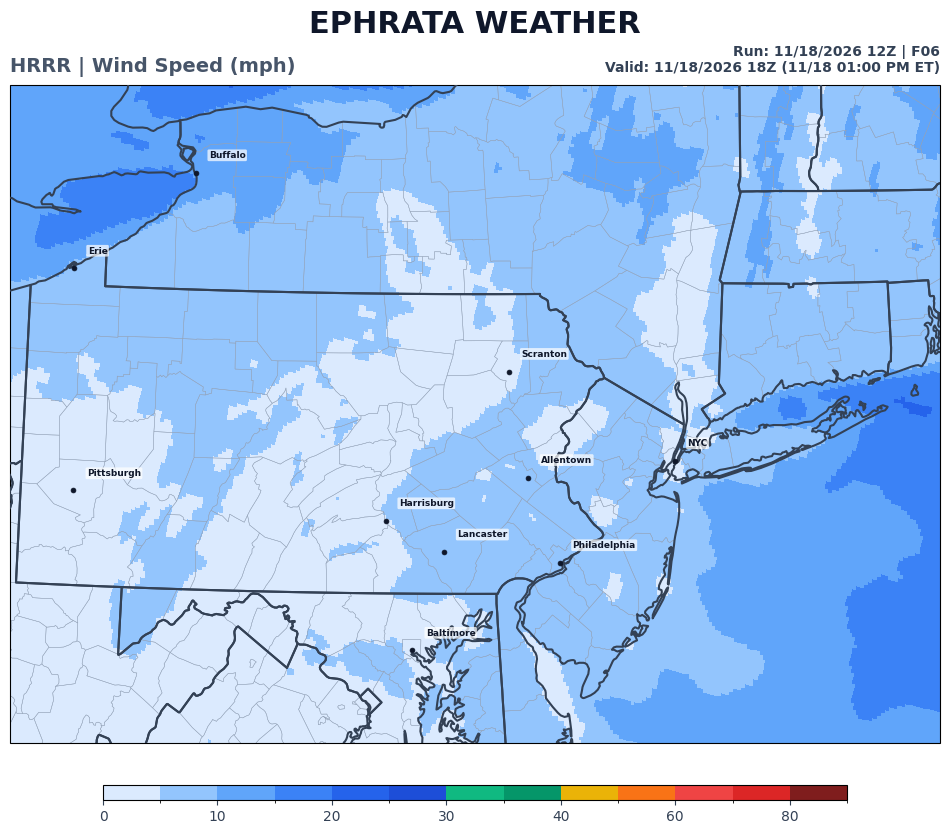 EPHRATA WEATHER
HRRR | Wind Speed (mph)
Run: 11/18/2026 12Z | F06
Valid: 11/18/2026 18Z (11/18 01:00 PM ET)
Buffalo
Erie
Scranton
NYC
Allentown
Pittsburgh
Harrisburg
Lancaster
Philadelphia
Baltimore
0 10 20 30 40 50 60 70 80